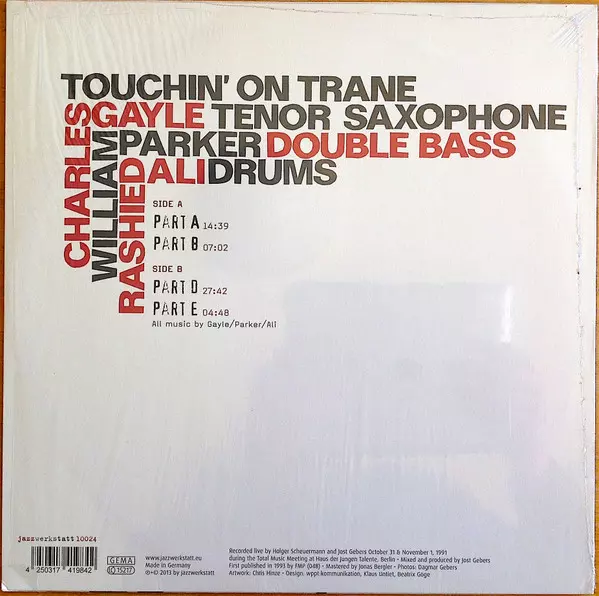 TOUCHIN' ON TRANE
CHARLES GAYLE TENOR SAXOPHONE
WILLIAM PARKER DOUBLE BASS
RASHIED ALI DRUMS
SIDE A
PART A 14:39
PART B 07:02
SIDE B
PART D 27:42
PART E 04:48
All music by Gayle/Parker/Ali
jazzwerkstatt 10024
4 250317 419842
GEMA
LC 15217
www.jazzwerkstatt.eu
Made in Germany
℗+© 2013 by jazzwerkstatt
Recorded live by Holger Scheuermann and Jost Gebers October 31 & November 1, 1991
during the Total Music Meeting at Haus der Jungen Talente, Berlin - Mixed and produced by Jost Gebers
First published in 1993 by FMP (048) - Mastered by Jonas Bergler - Photos: Dagmar Gebers
Artwork: Chris Hinze - Design: wppt kommunikation, Klaus Untiet, Beatrix Göge